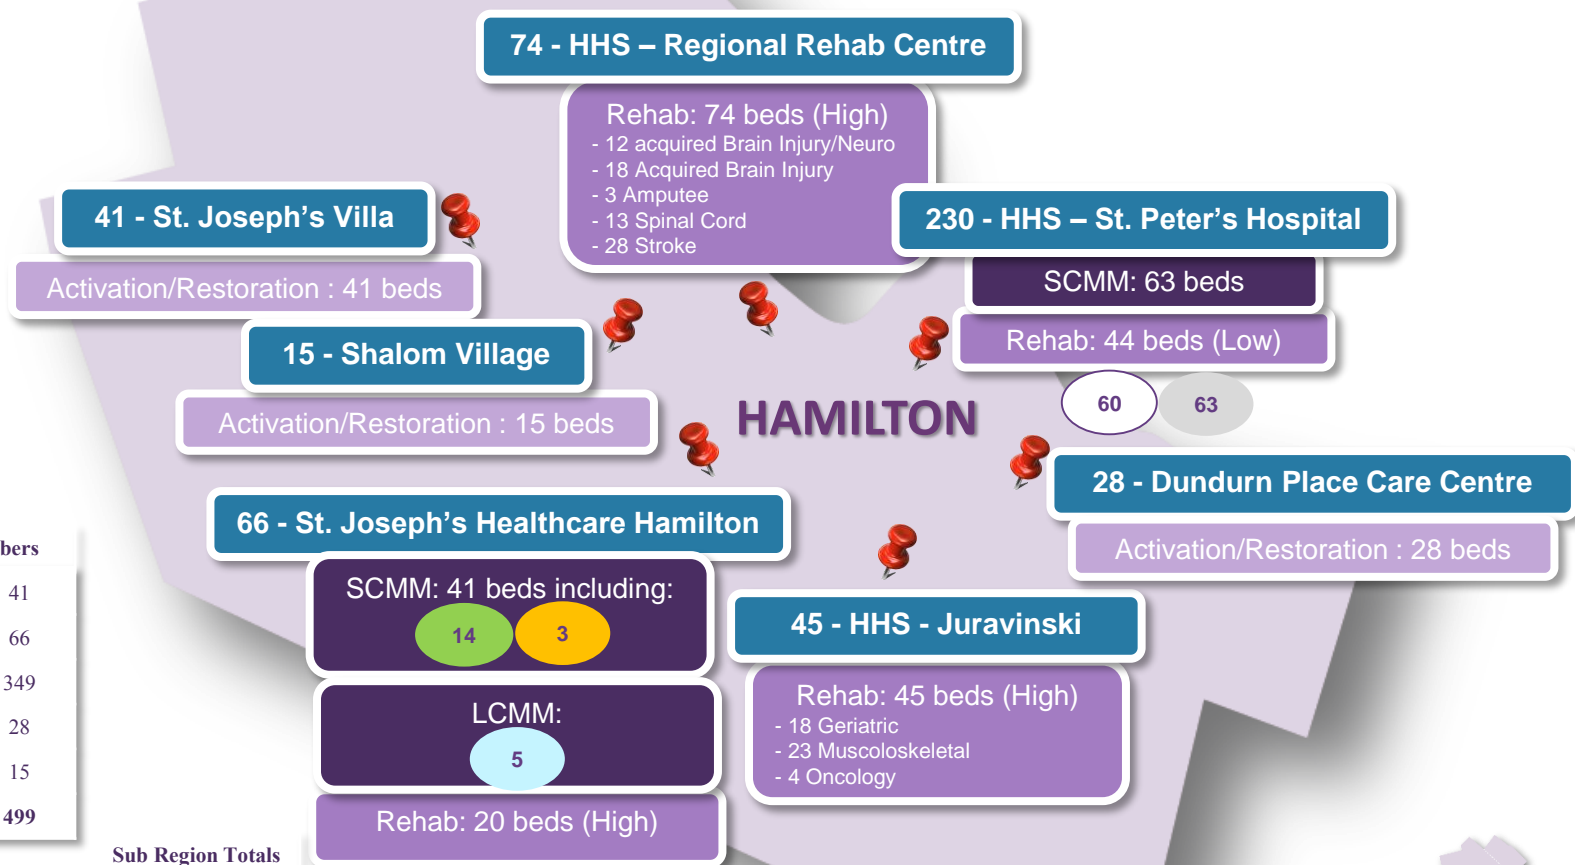 74 - HHS – Regional Rehab Centre
Rehab: 74 beds (High)
- 12 acquired Brain Injury/Neuro
- 18 Acquired Brain Injury
- 3 Amputee
- 13 Spinal Cord
- 28 Stroke
41 - St. Joseph’s Villa
Activation/Restoration : 41 beds
230 - HHS – St. Peter’s Hospital
SCMM: 63 beds
Rehab: 44 beds (Low)
60
63
15 - Shalom Village
Activation/Restoration : 15 beds
HAMILTON
28 - Dundurn Place Care Centre
Activation/Restoration : 28 beds
66 - St. Joseph’s Healthcare Hamilton
SCMM: 41 beds including:
14
3
LCMM:
5
Rehab: 20 beds (High)
45 - HHS - Juravinski
Rehab: 45 beds (High)
- 18 Geriatric
- 23 Muscoloskeletal
- 4 Oncology
bers
41
66
349
28
15
499
Sub Region Totals